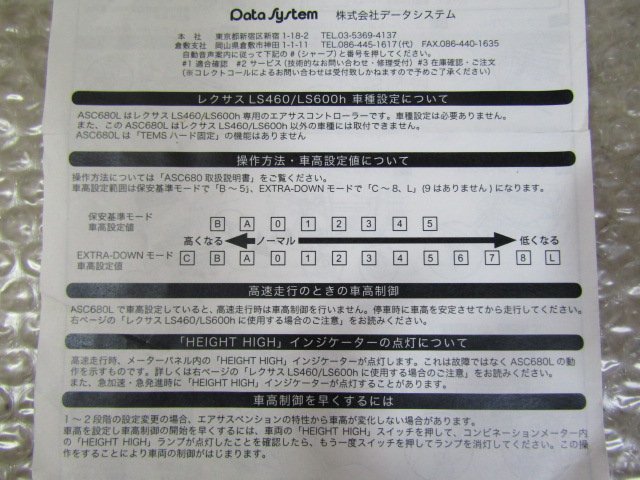 Data System 株式会社データシステム
本 社 東京都新宿区新宿 1-18-2 TEL.03-5369-4137
倉敷支社 岡山県倉敷市神田 1-1-11 TEL.086-445-1617(代) FAX.086-440-1635
自動音声案内に従って下記の#(シャープ)と番号を押して下さい。
#1 適合確認 #2 サービス(技術的なお問い合わせ・修理受付) #3 在庫確認・ご注文
(※コレクトコールによるお問い合わせは受付致しかねますので予めご了承ください)
レクサス LS460/LS600h 車種設定について
ASC680L はレクサス LS460/LS600h 専用のエアサスコントローラーです。車種設定は必要ありません。
また、この ASC680L はレクサス LS460/LS600h 以外の車種には取付できません。
ASC680L は「TEMS ハード固定」の機能はありません
操作方法・車高設定値について
操作方法については「ASC680 取扱説明書」をご覧ください。
車高設定範囲は保安基準モードで「B 〜 5」、EXTRA-DOWN モードで「C 〜 8、L」(9 はありません)になります。
保安基準モード
車高設定値
B A 0 1 2 3 4 5
高くなる ノーマル 低くなる
EXTRA-DOWN モード
車高設定値
C B A 0 1 2 3 4 5 6 7 8 L
高速走行のときの車高制御
ASC680L で車高設定していると、高速走行時は車高制御を行いません。停車時に車高を安定させてから走行してください。
右ページの「レクサス LS460/LS600h に使用する場合のご注意」をお読みください。
「HEIGHT HIGH」インジケーターの点灯について
高速走行時、メーターパネル内の「HEIGHT HIGH」インジケーターが点灯します。これは故障ではなく ASC680L の動
作を示すものです。詳しくは右ページの「レクサス LS460/LS600h に使用する場合のご注意」をお読みください。
また、急加速・急発進時に「HEIGHT HIGH」インジケーターが点灯することがあります。
車高制御を早くするには
1 〜 2 段階の設定変更の場合、エアサスペンションの特性から車高が変化しない場合があります。
車高を設定し車高制御の開始を早くするには、車両の「HEIGHT HIGH」スイッチを押して、コンビネーションメーター内
の「HEIGHT HIGH」ランプが点灯したことを確認したら、もう一度スイッチを押してランプを消灯してください。この操作
をすることにより車両の制御がはじまります。